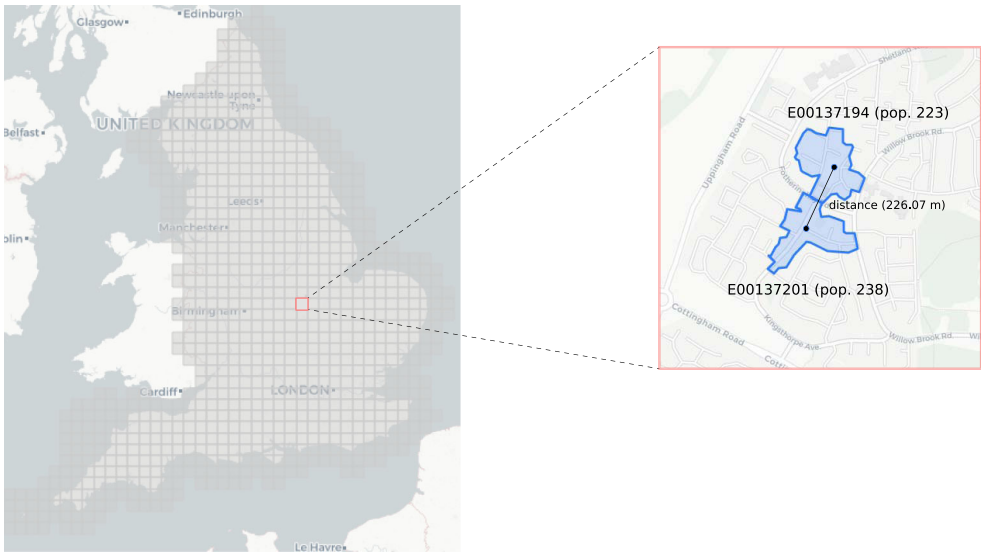 Glasgow
Edinburgh
Newcastle upon
Tyne
UNITED KINGDOM
Belfast
Leeds
Manchester
Birmingham
LONDON
Cardiff
Le Havre
E00137194 (pop. 223)
Uppingham Road
Willow Brook Rd.
distance (226.07 m)
E00137201 (pop. 238)
Cottingham Road
Kingsthorpe Ave.
Willow Brook Rd.